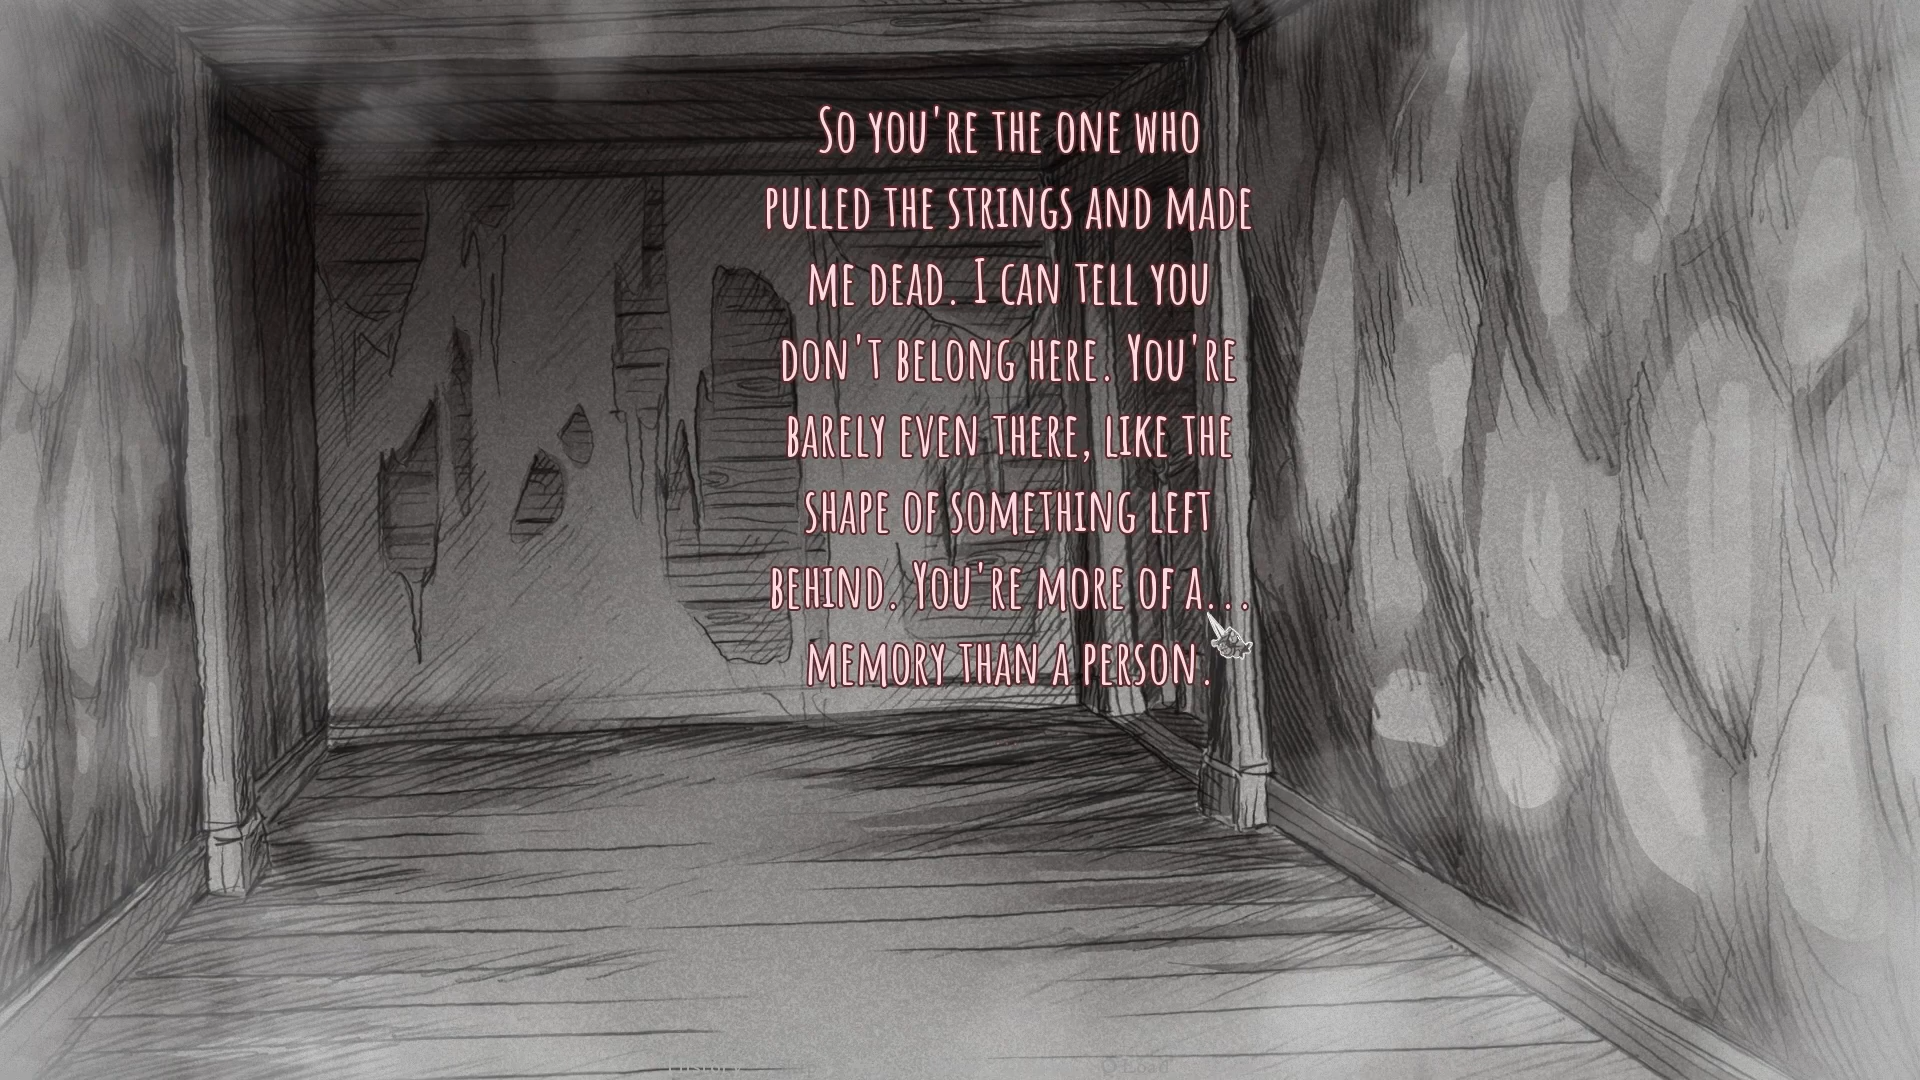 So you're the one who
pulled the strings and made
me dead. I can tell you
don't belong here. You're
barely even there, like the
shape of something left
behind. You're more of a...
memory than a person.
Load